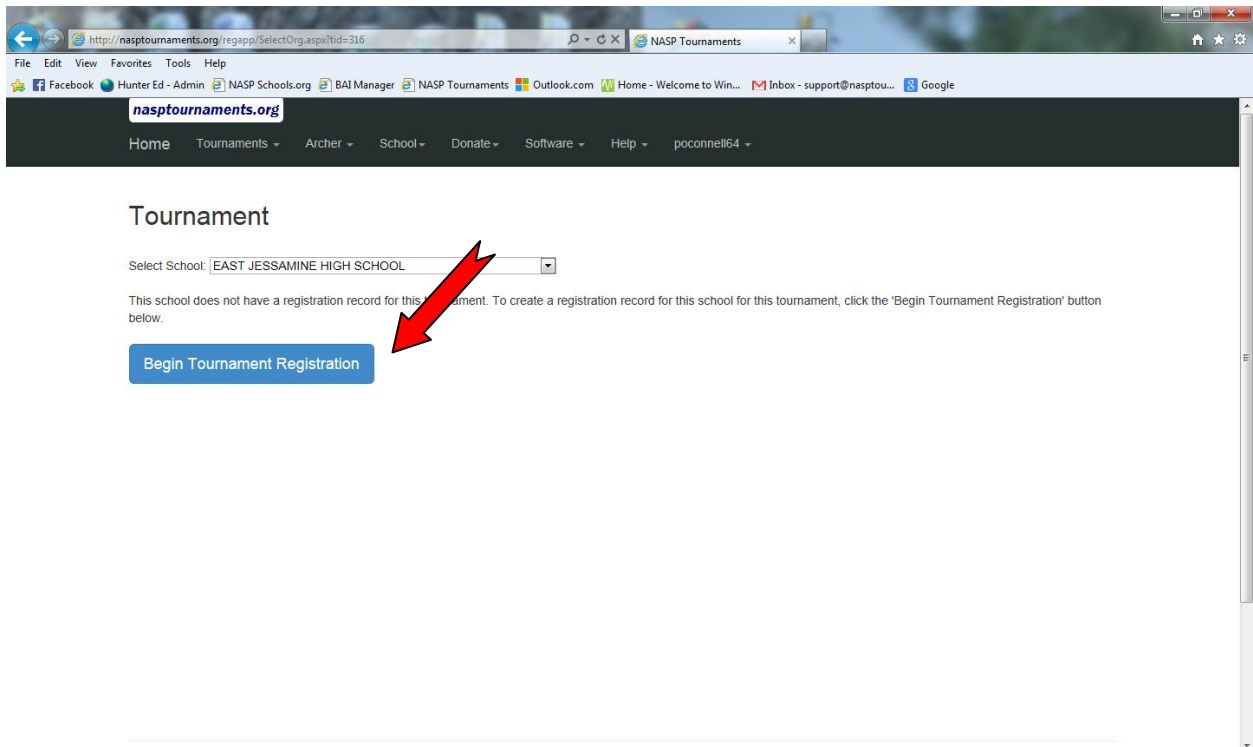 http://nasptournaments.org/regapp/SelectOrg.aspx?tid=316
NASP Tournaments
File Edit View Favorites Tools Help
Facebook Hunter Ed - Admin NASP Schools.org BAI Manager NASP Tournaments Outlook.com Home - Welcome to Win... Inbox - support@nasptou... Google
nasptournaments.org
Home Tournaments Archer School Donate Software Help poconnell64
Tournament
Select School: EAST JESSAMINE HIGH SCHOOL
This school does not have a registration record for this ament. To create a registration record for this school for this tournament, click the 'Begin Tournament Registration' button
below.
Begin Tournament Registration